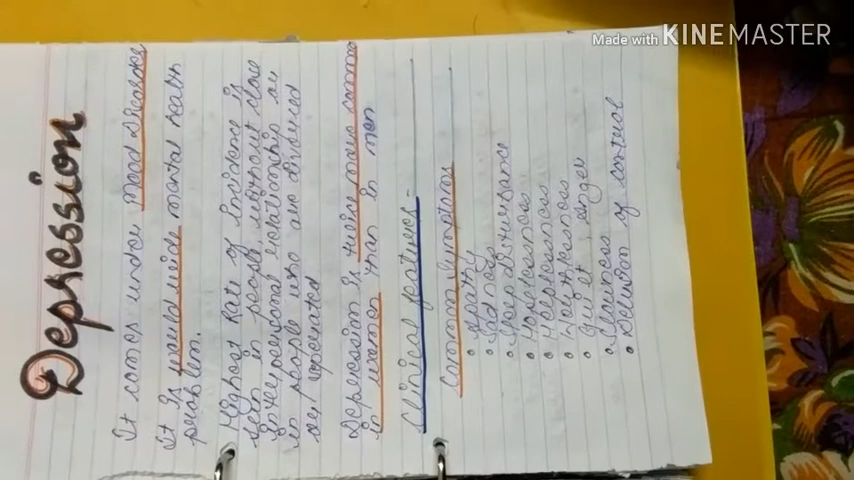 Made with KINEMASTER
Depression
It comes under mood disorder
It is world wide mental health
problem.
Highest Rate of incidence is
seen in people, without close
interpersonal relationship or
in people who are divorced
or seperated
Depression is twice more common
in women than in men
Clinical features -
Common symptoms
• Apathy
• Sadness
• Sleep disturbance
• Hopelessness
• Helplessness
• Worthlessness
• Guilt anger
• Slowness
• Delusion of control